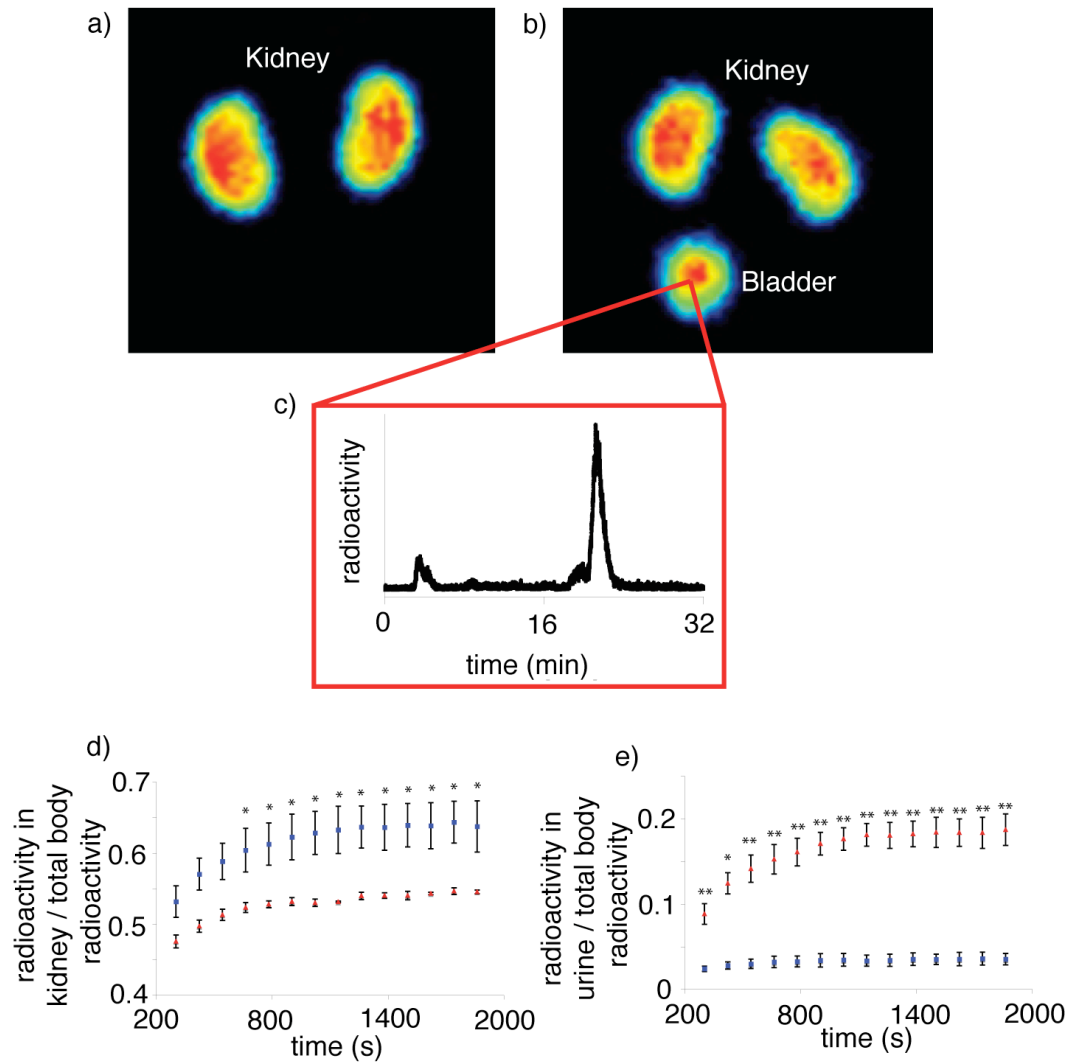 a)
Kidney
b)
Kidney
Bladder
c)
radioactivity
0
16
32
time (min)
d)
radioactivity in
kidney / total body
radioactivity
0.7
0.6
0.5
0.4
* * * * * * * * * * *
200
800
1400
2000
time (s)
e)
radioactivity in
urine / total body
radioactivity
0.2
0.1
0
** * ** ** ** ** ** ** ** ** ** ** ** **
200
800
1400
2000
time (s)